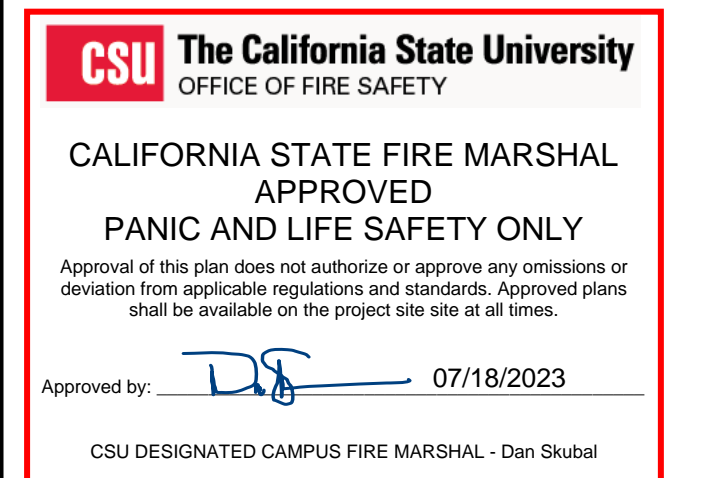 CSU The California State University
OFFICE OF FIRE SAFETY
CALIFORNIA STATE FIRE MARSHAL
APPROVED
PANIC AND LIFE SAFETY ONLY
Approval of this plan does not authorize or approve any omissions or
deviation from applicable regulations and standards. Approved plans
shall be available on the project site site at all times.
Approved by: 07/18/2023
CSU DESIGNATED CAMPUS FIRE MARSHAL - Dan Skubal